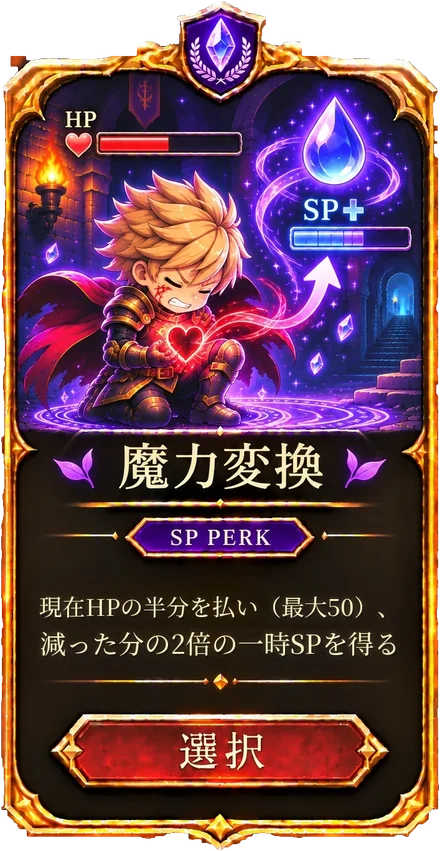 HP
SP+
魔力変換
SP PERK
現在HPの半分を払い（最大50）、
減った分の2倍の一時SPを得る
選択